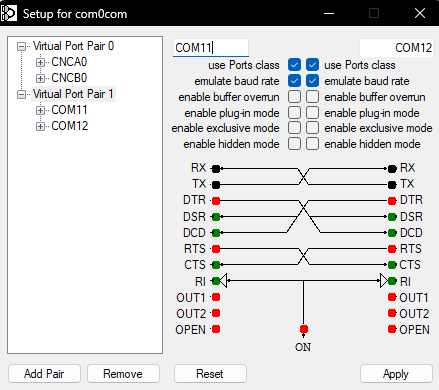 Setup for com0com
Virtual Port Pair 0
CNCA0
CNCB0
Virtual Port Pair 1
COM11
COM12
COM11 COM12
use Ports class use Ports class
emulate baud rate emulate baud rate
enable buffer overrun enable buffer overrun
enable plug-in mode enable plug-in mode
enable exclusive mode enable exclusive mode
enable hidden mode enable hidden mode
RX RX
TX TX
DTR DTR
DSR DSR
DCD DCD
RTS RTS
CTS CTS
RI RI
OUT1 OUT1
OUT2 OUT2
OPEN OPEN
ON
Add Pair Remove Reset Apply